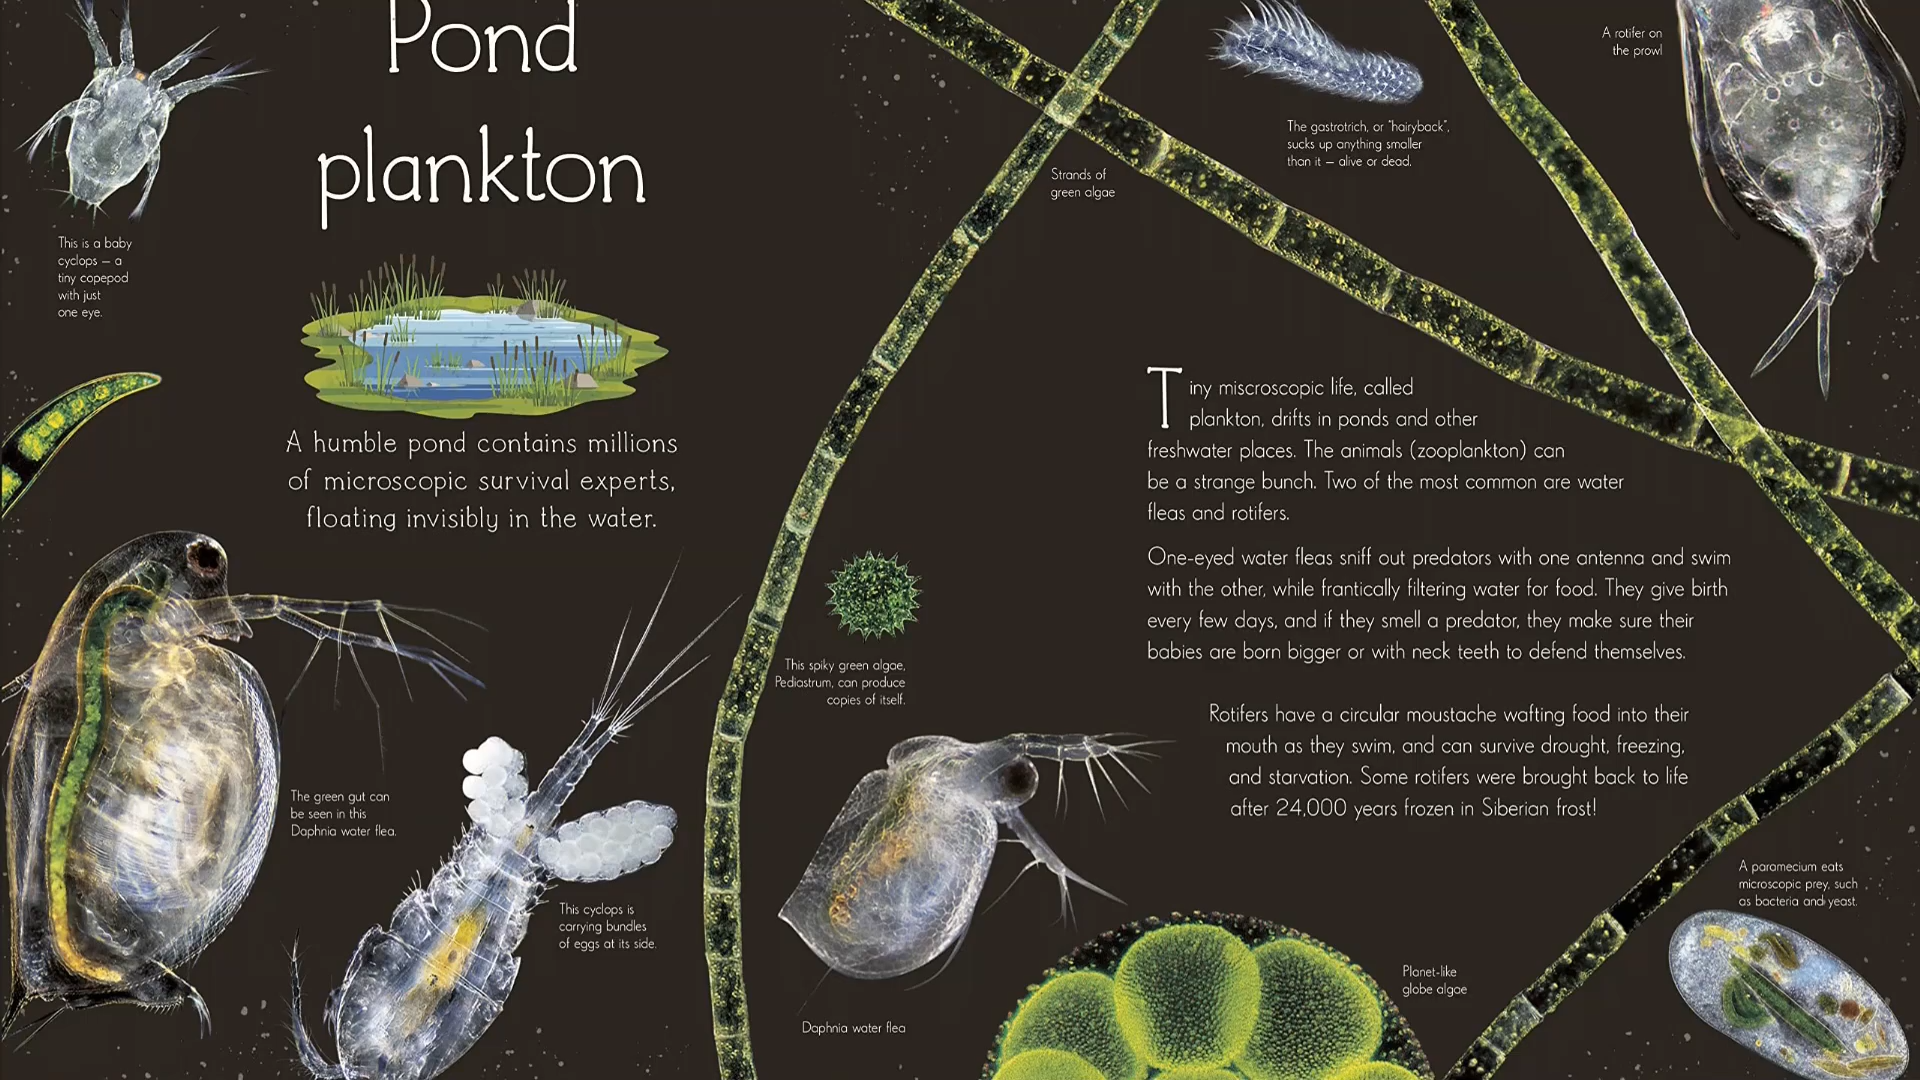 Pond
plankton
This is a baby
cyclops – a
tiny copepod
with just
one eye.
A humble pond contains millions
of microscopic survival experts,
floating invisibly in the water.
The green gut can
be seen in this
Daphnia water flea.
This cyclops is
carrying bundles
of eggs at its side.
This spiky green algae,
Pediastrum, can produce
copies of itself.
Daphnia water flea
Strands of
green algae
The gastrotrich, or “hairyback”,
sucks up anything smaller
than it – alive or dead.
A rotifer on
the prowl
Tiny miscroscopic life, called
plankton, drifts in ponds and other
freshwater places. The animals (zooplankton) can
be a strange bunch. Two of the most common are water
fleas and rotifers.
One-eyed water fleas sniff out predators with one antenna and swim
with the other, while frantically filtering water for food. They give birth
every few days, and if they smell a predator, they make sure their
babies are born bigger or with neck teeth to defend themselves.
Rotifers have a circular moustache wafting food into their
mouth as they swim, and can survive drought, freezing,
and starvation. Some rotifers were brought back to life
after 24,000 years frozen in Siberian frost!
A paramecium eats
microscopic prey, such
as bacteria and yeast.
Planet-like
globe algae